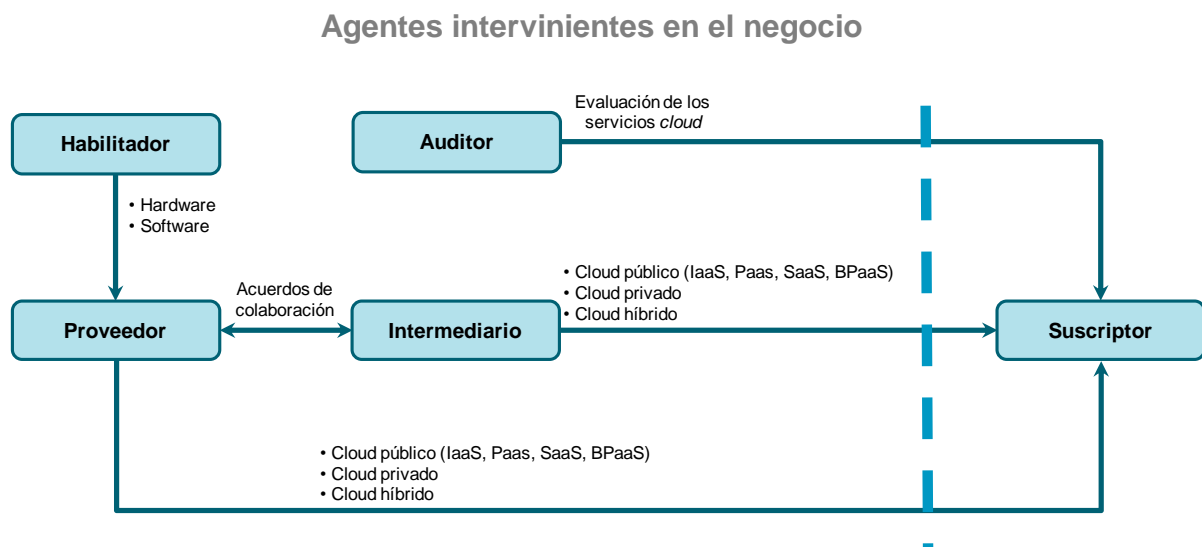 Agentes intervinientes en el negocio
Evaluación de los
servicios cloud
Habilitador
Auditor
• Hardware
• Software
Acuerdos de
colaboración
• Cloud público (IaaS, Paas, SaaS, BPaaS)
• Cloud privado
• Cloud híbrido
Proveedor
Intermediario
Suscriptor
• Cloud público (IaaS, Paas, SaaS, BPaaS)
• Cloud privado
• Cloud híbrido